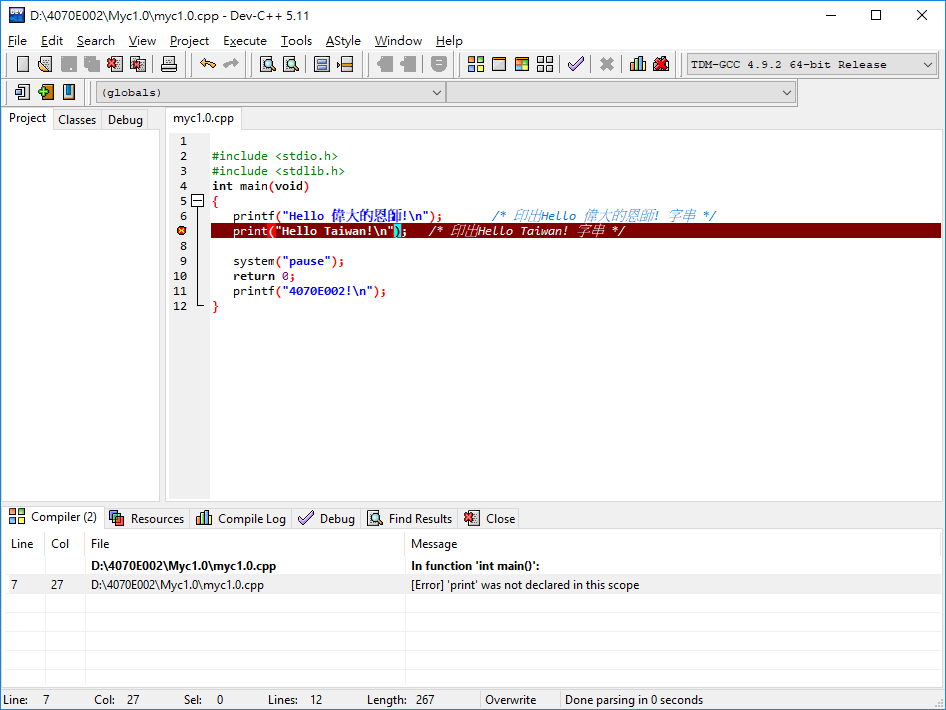 D:\4070E002\Myc1.0\myc1.0.cpp - Dev-C++ 5.11
File Edit Search View Project Execute Tools AStyle Window Help
TDM-GCC 4.9.2 64-bit Release
(globals)
Project Classes Debug
myc1.0.cpp
1
2 #include <stdio.h>
3 #include <stdlib.h>
4 int main(void)
5 {
6 printf("Hello 偉大的恩師!\n"); /* 印出Hello 偉大的恩師! 字串 */
print("Hello Taiwan!\n"); /* 印出Hello Taiwan! 字串 */
8
9 system("pause");
10 return 0;
11 printf("4070E002!\n");
12 }
Compiler (2) Resources Compile Log Debug Find Results Close
Line Col File Message
D:\4070E002\Myc1.0\myc1.0.cpp In function 'int main()':
7 27 D:\4070E002\Myc1.0\myc1.0.cpp [Error] 'print' was not declared in this scope
Line: 7 Col: 27 Sel: 0 Lines: 12 Length: 267 Overwrite Done parsing in 0 seconds